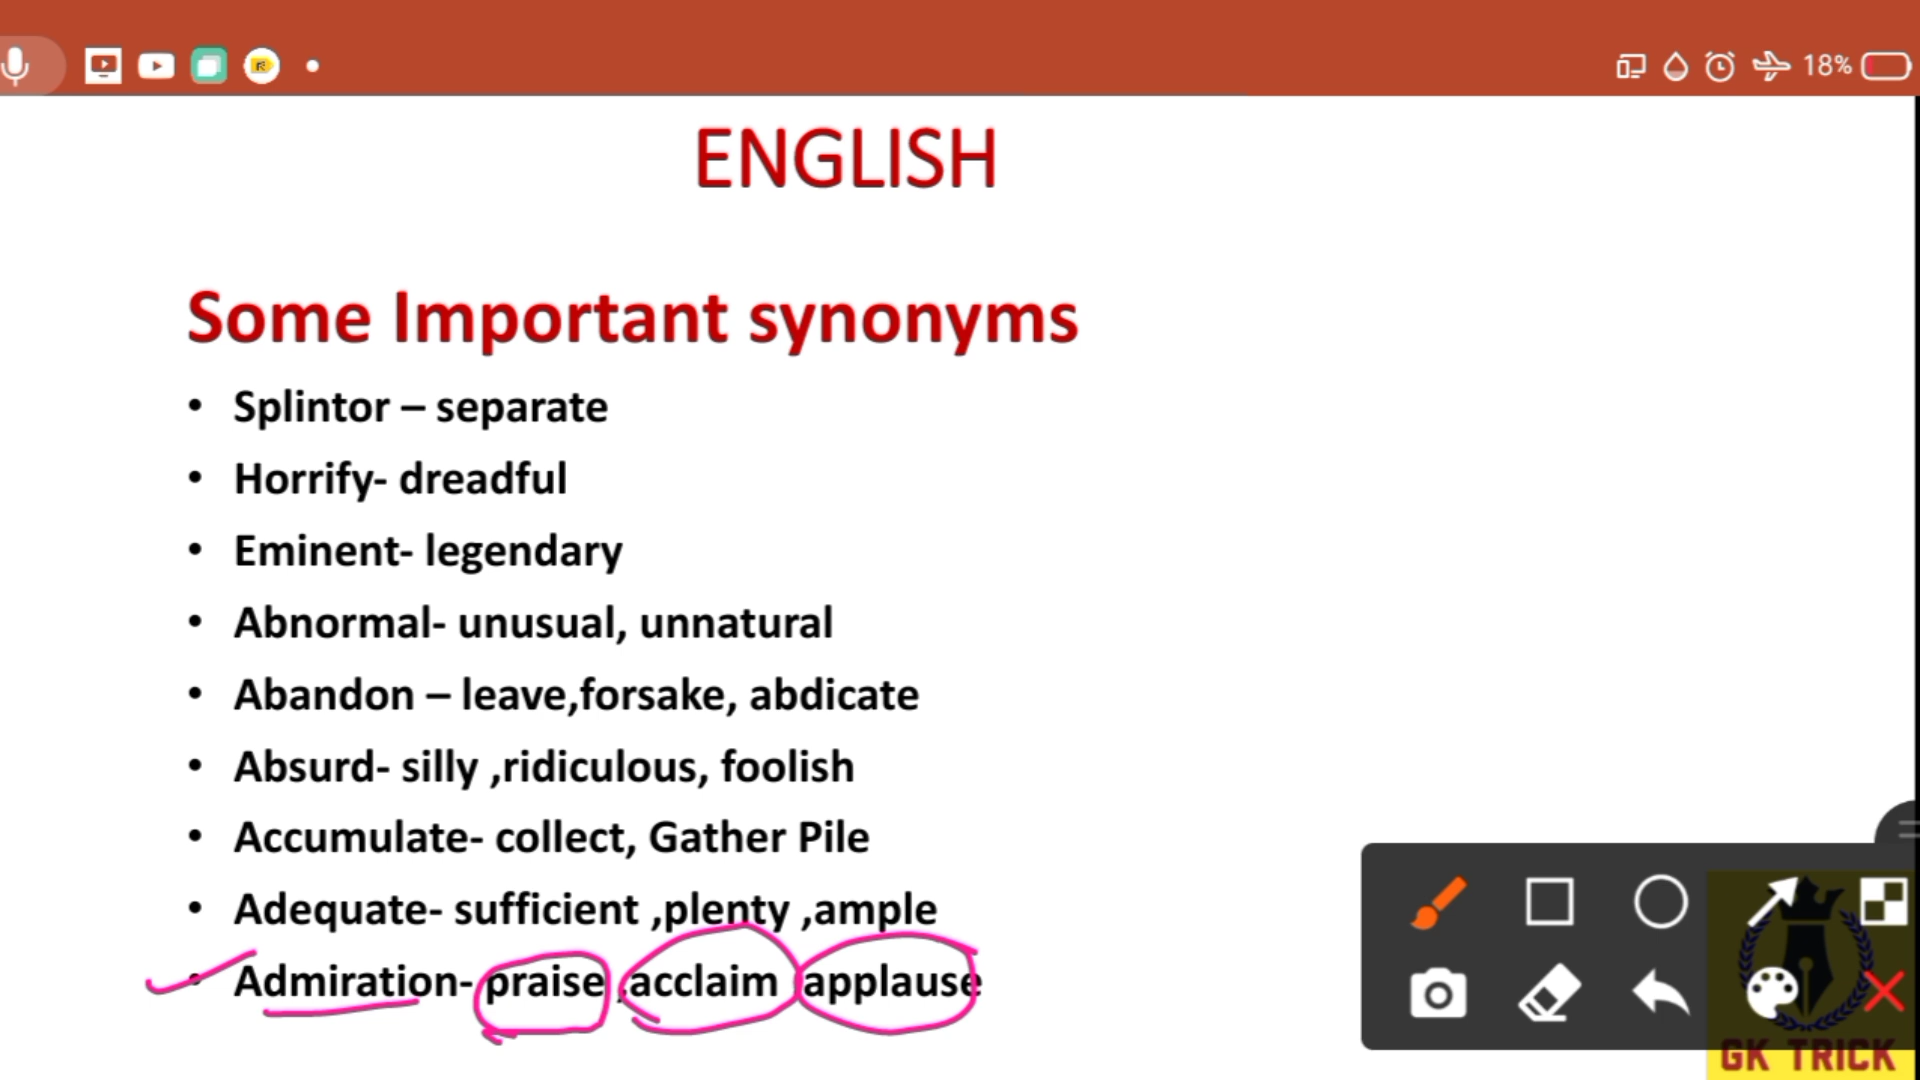 18%
ENGLISH
Some Important synonyms
• Splintor – separate
• Horrify- dreadful
• Eminent- legendary
• Abnormal- unusual, unnatural
• Abandon – leave,forsake, abdicate
• Absurd- silly ,ridiculous, foolish
• Accumulate- collect, Gather Pile
• Adequate- sufficient ,plenty ,ample
• Admiration- praise ,acclaim applause
GK TRICK